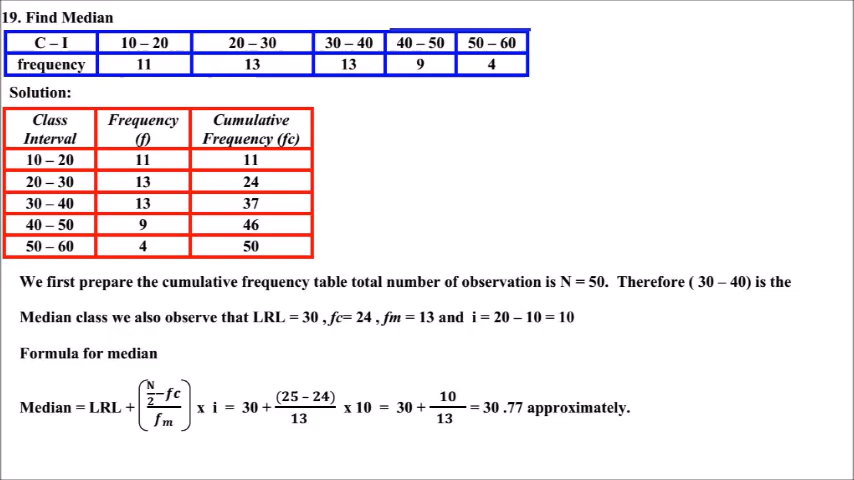 19. Find Median
C – I 10 – 20 20 – 30 30 – 40 40 – 50 50 – 60
frequency 11 13 13 9 4
Solution:
Class Interval Frequency (f) Cumulative Frequency (fc)
10 – 20 11 11
20 – 30 13 24
30 – 40 13 37
40 – 50 9 46
50 – 60 4 50
We first prepare the cumulative frequency table total number of observation is N = 50. Therefore ( 30 – 40) is the
Median class we also observe that LRL = 30 , fc= 24 , fm = 13 and i = 20 – 10 = 10
Formula for median
Median = LRL + ((N/2 – fc)/fm) x i = 30 + (25 – 24)/13 x 10 = 30 + 10/13 = 30 .77 approximately.